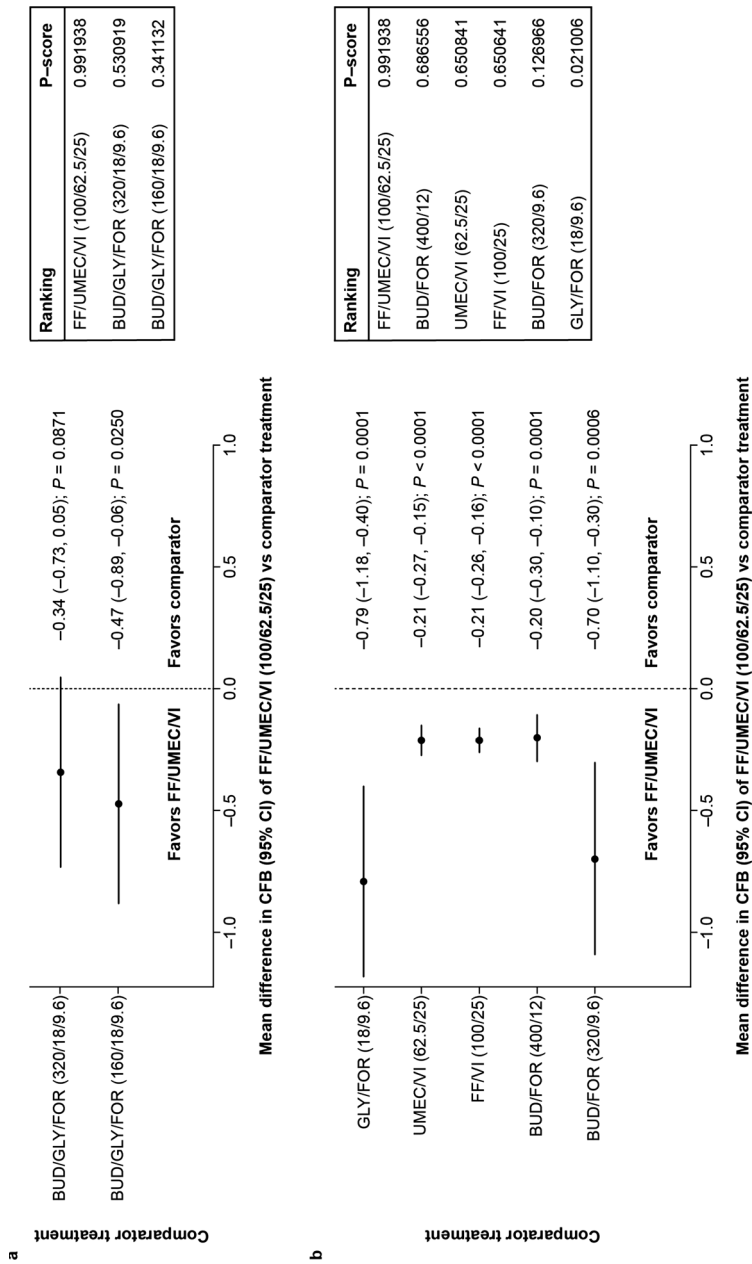 a
Comparator treatment
BUD/GLY/FOR (320/18/9.6)
BUD/GLY/FOR (160/18/9.6)
−0.34 (−0.73, 0.05); P = 0.0871
−0.47 (−0.89, −0.06); P = 0.0250
Favors FF/UMEC/VI
Favors comparator
−1.0
−0.5
0.0
0.5
1.0
Mean difference in CFB (95% CI) of FF/UMEC/VI (100/62.5/25) vs comparator treatment
Ranking P–score
FF/UMEC/VI (100/62.5/25) 0.991938
BUD/GLY/FOR (320/18/9.6) 0.530919
BUD/GLY/FOR (160/18/9.6) 0.341132
b
Comparator treatment
GLY/FOR (18/9.6)
UMEC/VI (62.5/25)
FF/VI (100/25)
BUD/FOR (400/12)
BUD/FOR (320/9.6)
−0.79 (−1.18, −0.40); P = 0.0001
−0.21 (−0.27, −0.15); P < 0.0001
−0.21 (−0.26, −0.16); P < 0.0001
−0.20 (−0.30, −0.10); P = 0.0001
−0.70 (−1.10, −0.30); P = 0.0006
Favors FF/UMEC/VI
Favors comparator
−1.0
−0.5
0.0
0.5
1.0
Mean difference in CFB (95% CI) of FF/UMEC/VI (100/62.5/25) vs comparator treatment
Ranking P–score
FF/UMEC/VI (100/62.5/25) 0.991938
BUD/FOR (400/12) 0.686556
UMEC/VI (62.5/25) 0.650841
FF/VI (100/25) 0.650641
BUD/FOR (320/9.6) 0.126966
GLY/FOR (18/9.6) 0.021006